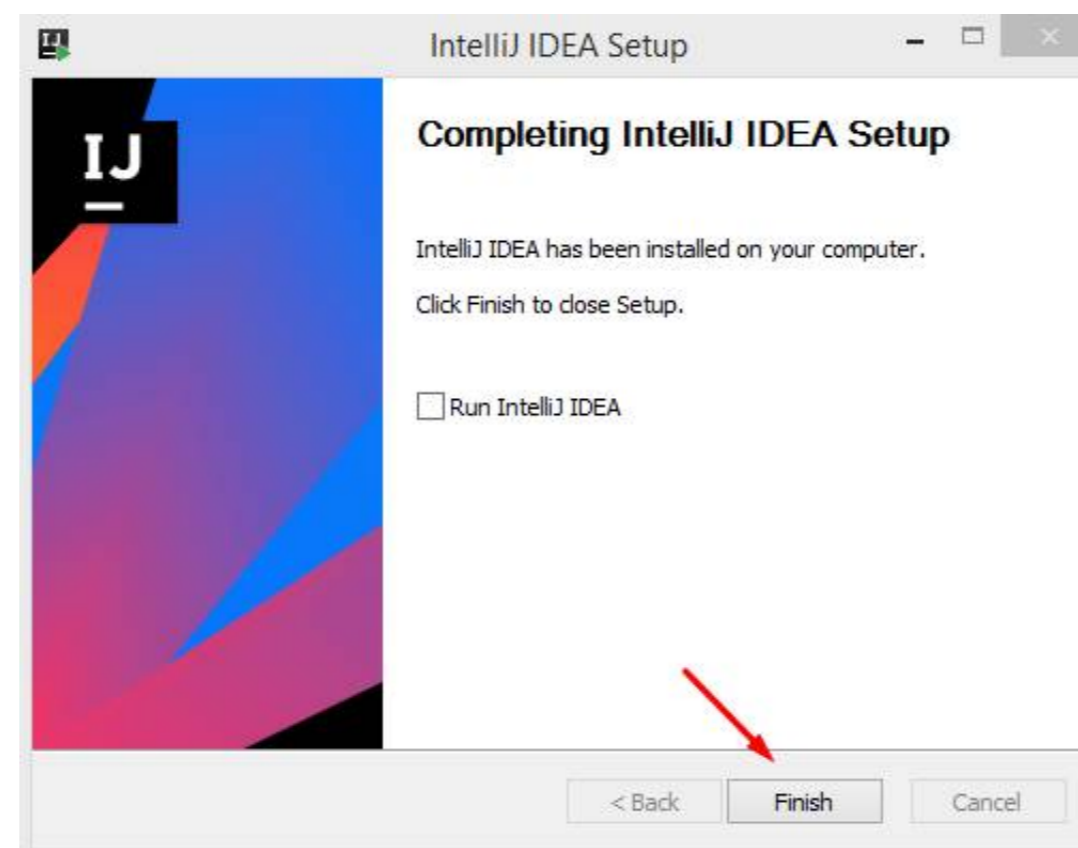 IntelliJ IDEA Setup
IJ
Completing IntelliJ IDEA Setup
IntelliJ IDEA has been installed on your computer.
Click Finish to close Setup.
Run IntelliJ IDEA
< Back Finish Cancel